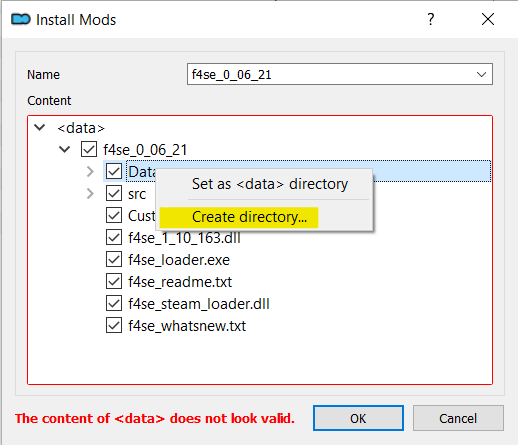 Install Mods
Name
f4se_0_06_21
Content
<data>
f4se_0_06_21
Data
Set as <data> directory
src
Cust
Create directory...
f4se_1_10_163.dll
f4se_loader.exe
f4se_readme.txt
f4se_steam_loader.dll
f4se_whatsnew.txt
The content of <data> does not look valid.
OK
Cancel